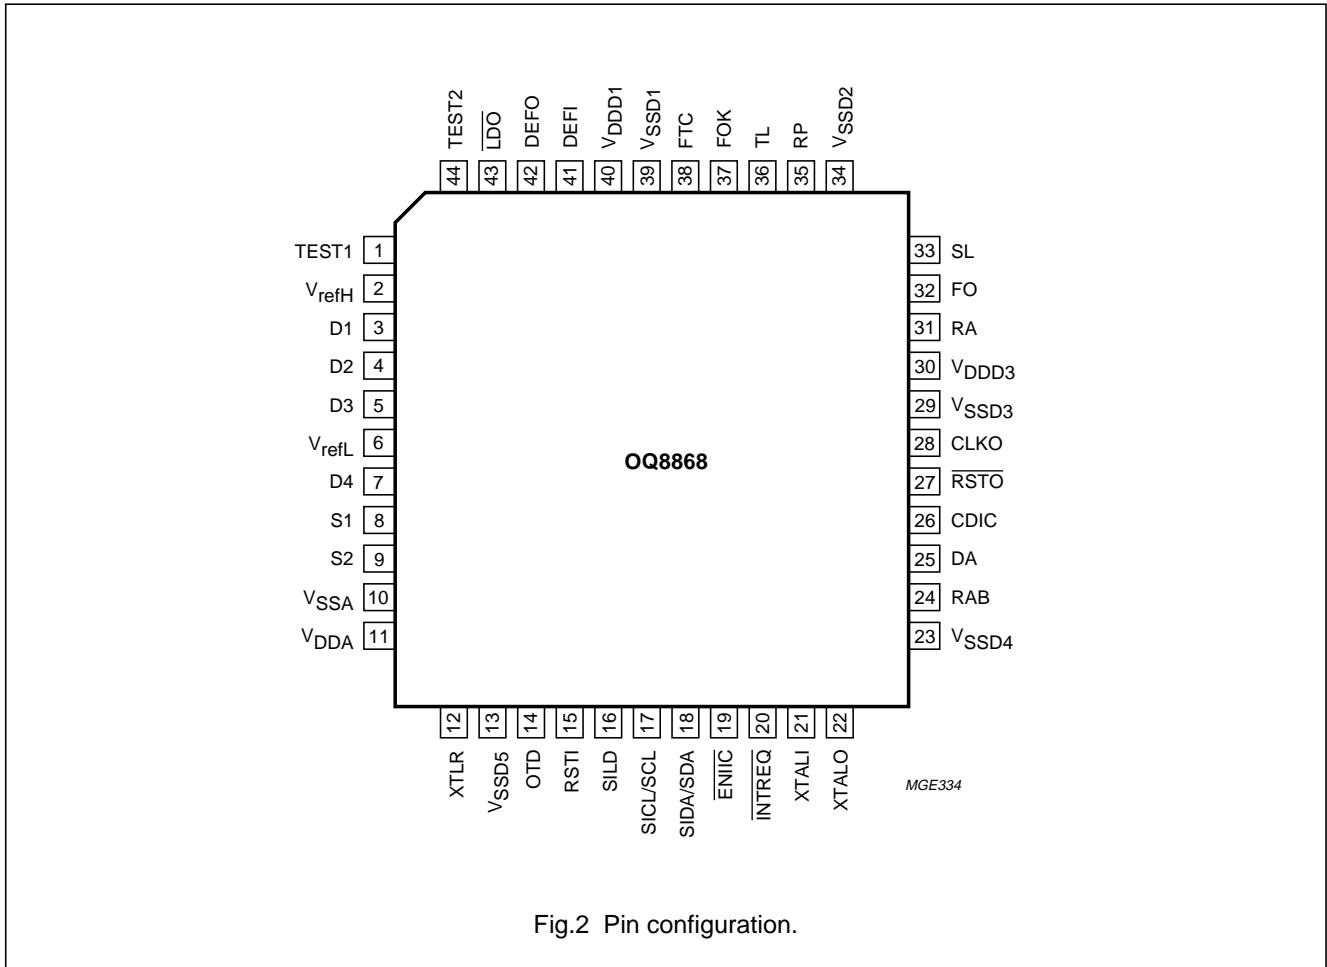 TEST2
LDO
DEFO
DEFI
VDDD1
VSSD1
FTC
FOK
TL
RP
VSSD2
44
43
42
41
40
39
38
37
36
35
34
TEST1 1
VrefH 2
D1 3
D2 4
D3 5
VrefL 6
D4 7
S1 8
S2 9
VSSA 10
VDDA 11
OQ8868
33 SL
32 FO
31 RA
30 VDDD3
29 VSSD3
28 CLKO
27 RSTO
26 CDIC
25 DA
24 RAB
23 VSSD4
12
13
14
15
16
17
18
19
20
21
22
XTLR
VSSD5
OTD
RSTI
SILD
SICL/SCL
SIDA/SDA
ENIIC
INTREQ
XTALI
XTALO
MGE334
Fig.2 Pin configuration.